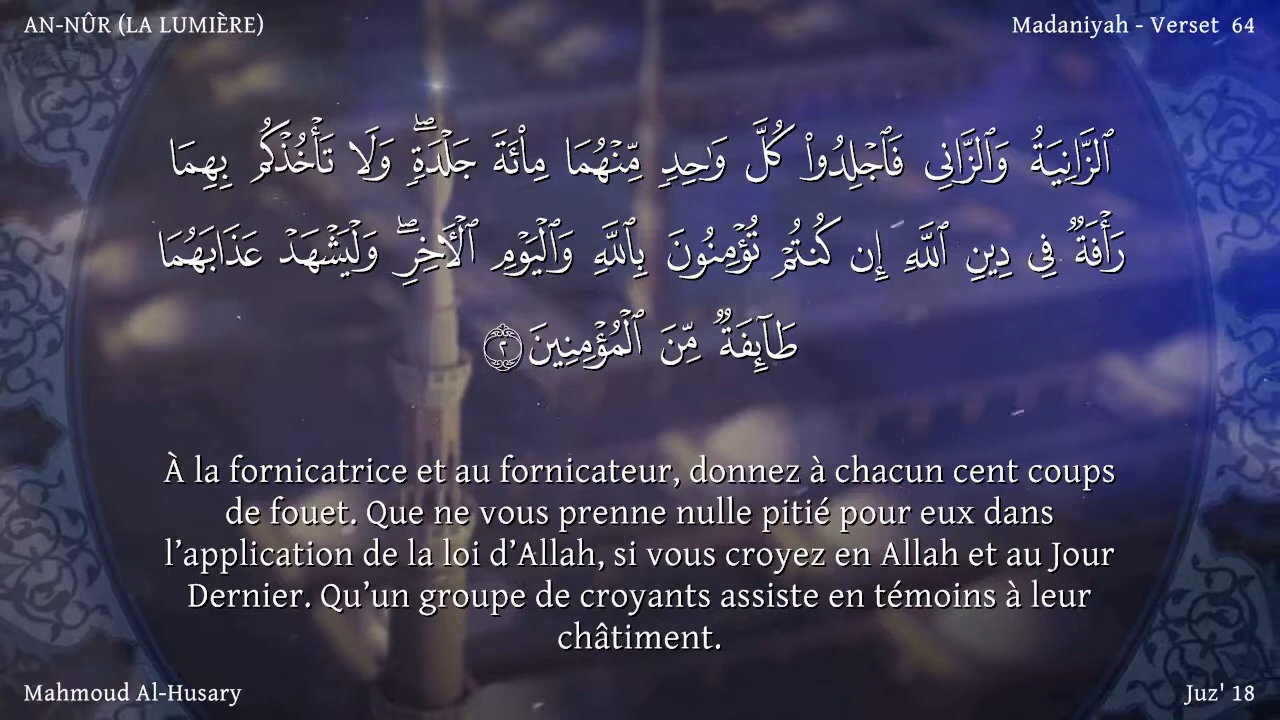 AN-NÛR (LA LUMIÈRE)
Madaniyah - Verset 64
ٱلزَّانِيَةُ وَٱلزَّانِى فَٱجْلِدُوا۟ كُلَّ وَٰحِدٍ مِّنْهُمَا مِا۟ئَةَ جَلْدَةٍ ۖ وَلَا تَأْخُذْكُم بِهِمَا
رَأْفَةٌ فِى دِينِ ٱللَّهِ إِن كُنتُمْ تُؤْمِنُونَ بِٱللَّهِ وَٱلْيَوْمِ ٱلْـَٔاخِرِ ۖ وَلْيَشْهَدْ عَذَابَهُمَا
طَآئِفَةٌ مِّنَ ٱلْمُؤْمِنِينَ ٢
À la fornicatrice et au fornicateur, donnez à chacun cent coups
de fouet. Que ne vous prenne nulle pitié pour eux dans
l’application de la loi d’Allah, si vous croyez en Allah et au Jour
Dernier. Qu’un groupe de croyants assiste en témoins à leur
châtiment.
Mahmoud Al-Husary
Juz' 18